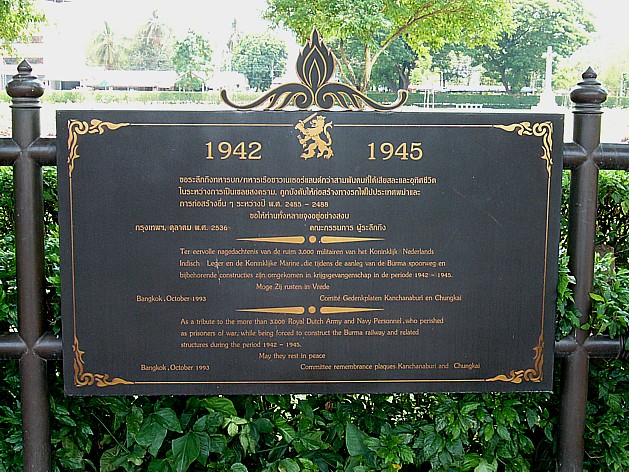 1942 1945
ขอระลึกถึงทหารบก/ทหารเรือชาวเนเธอร์แลนด์กว่าสามพันคนที่ได้เสียสละและอุทิศชีวิต
ในระหว่างการเป็นเชลยสงคราม, ถูกบังคับให้ก่อสร้างทางรถไฟไปประเทศพม่าและ
การก่อสร้างอื่น ๆ ระหว่างปี พ.ศ. 2485 - 2488
ขอให้ท่านทั้งหลายจงอยู่อย่างสงบ
กรุงเทพฯ, ตุลาคม พ.ศ. 2536 คณะกรรมการ ผู้ระลึกถึง
Ter eervolle nagedachtenis van de ruim 3,000 militairen van het Koninklijk Nederlands
Indisch Leger en de Koninklijke Marine, die tijdens de aanleg van de Burma spoorweg en
bijbehorende constructies zijn omgekomen in krijgsgevangenschap in de periode 1942 - 1945.
Moge Zij rusten in Vrede
Bangkok, October 1993 Comité Gedenkplaten Kanchanaburi en Chungkai
As a tribute to the more than 3,000 Royal Dutch Army and Navy Personnel, who perished
as prisoners of war, while being forced to construct the Burma railway and related
structures during the period 1942 - 1945.
May they rest in peace
Bangkok, October 1993 Committee remembrance plaques Kanchanaburi and Chungkai